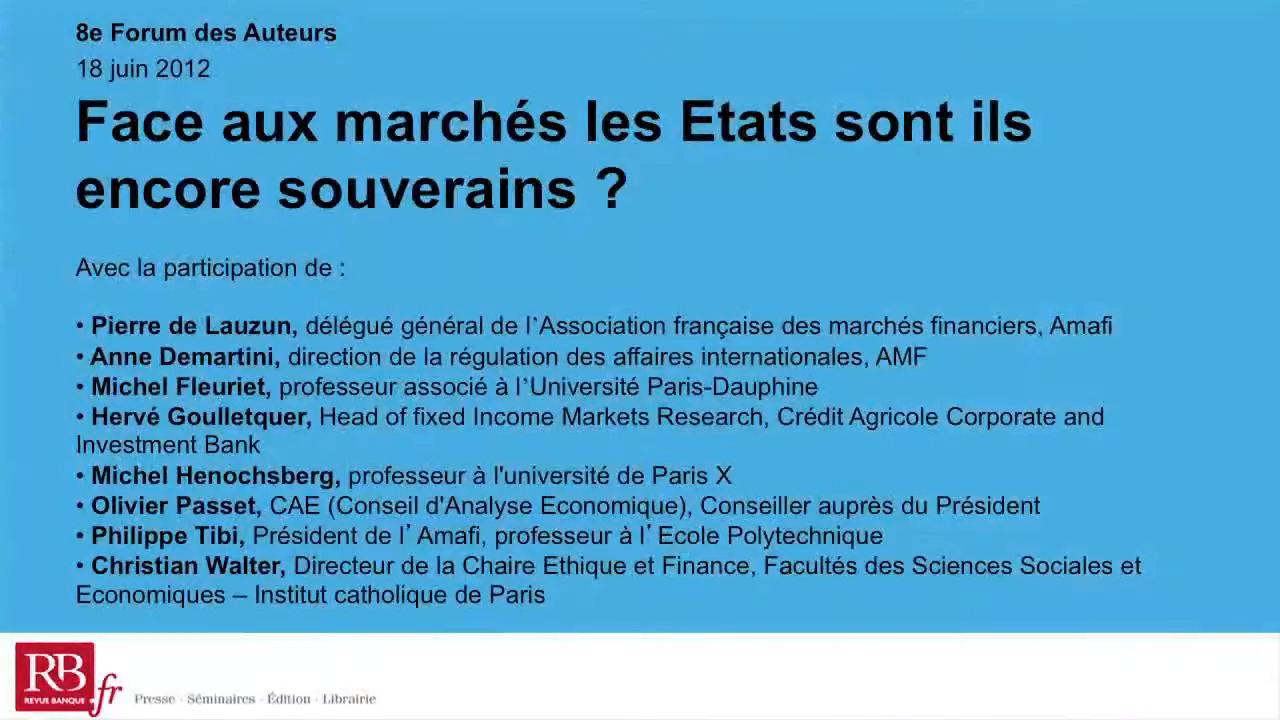 8e Forum des Auteurs
18 juin 2012
Face aux marchés les Etats sont ils
encore souverains ?
Avec la participation de :
• Pierre de Lauzun, délégué général de l’Association française des marchés financiers, Amafi
• Anne Demartini, direction de la régulation des affaires internationales, AMF
• Michel Fleuriet, professeur associé à l’Université Paris-Dauphine
• Hervé Goulletquer, Head of fixed Income Markets Research, Crédit Agricole Corporate and
Investment Bank
• Michel Henochsberg, professeur à l'université de Paris X
• Olivier Passet, CAE (Conseil d'Analyse Economique), Conseiller auprès du Président
• Philippe Tibi, Président de l’ Amafi, professeur à l’ Ecole Polytechnique
• Christian Walter, Directeur de la Chaire Ethique et Finance, Facultés des Sciences Sociales et
Economiques – Institut catholique de Paris
RB
REVUE BANQUE .fr
Presse - Séminaires - Édition - Librairie